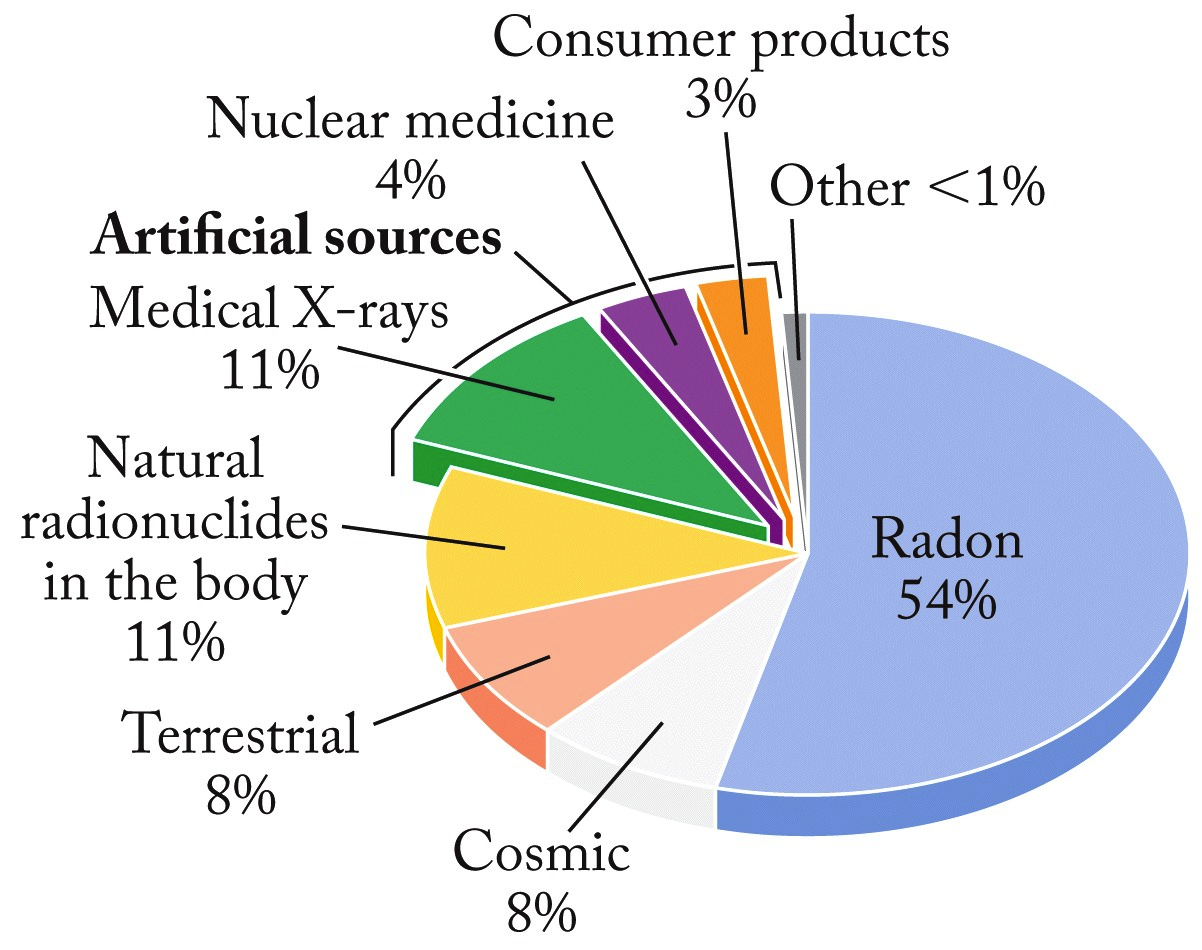 Consumer products
3%
Nuclear medicine
4%
Other <1%
Artificial sources
Medical X-rays
11%
Natural
radionuclides
in the body
11%
Radon
54%
Terrestrial
8%
Cosmic
8%